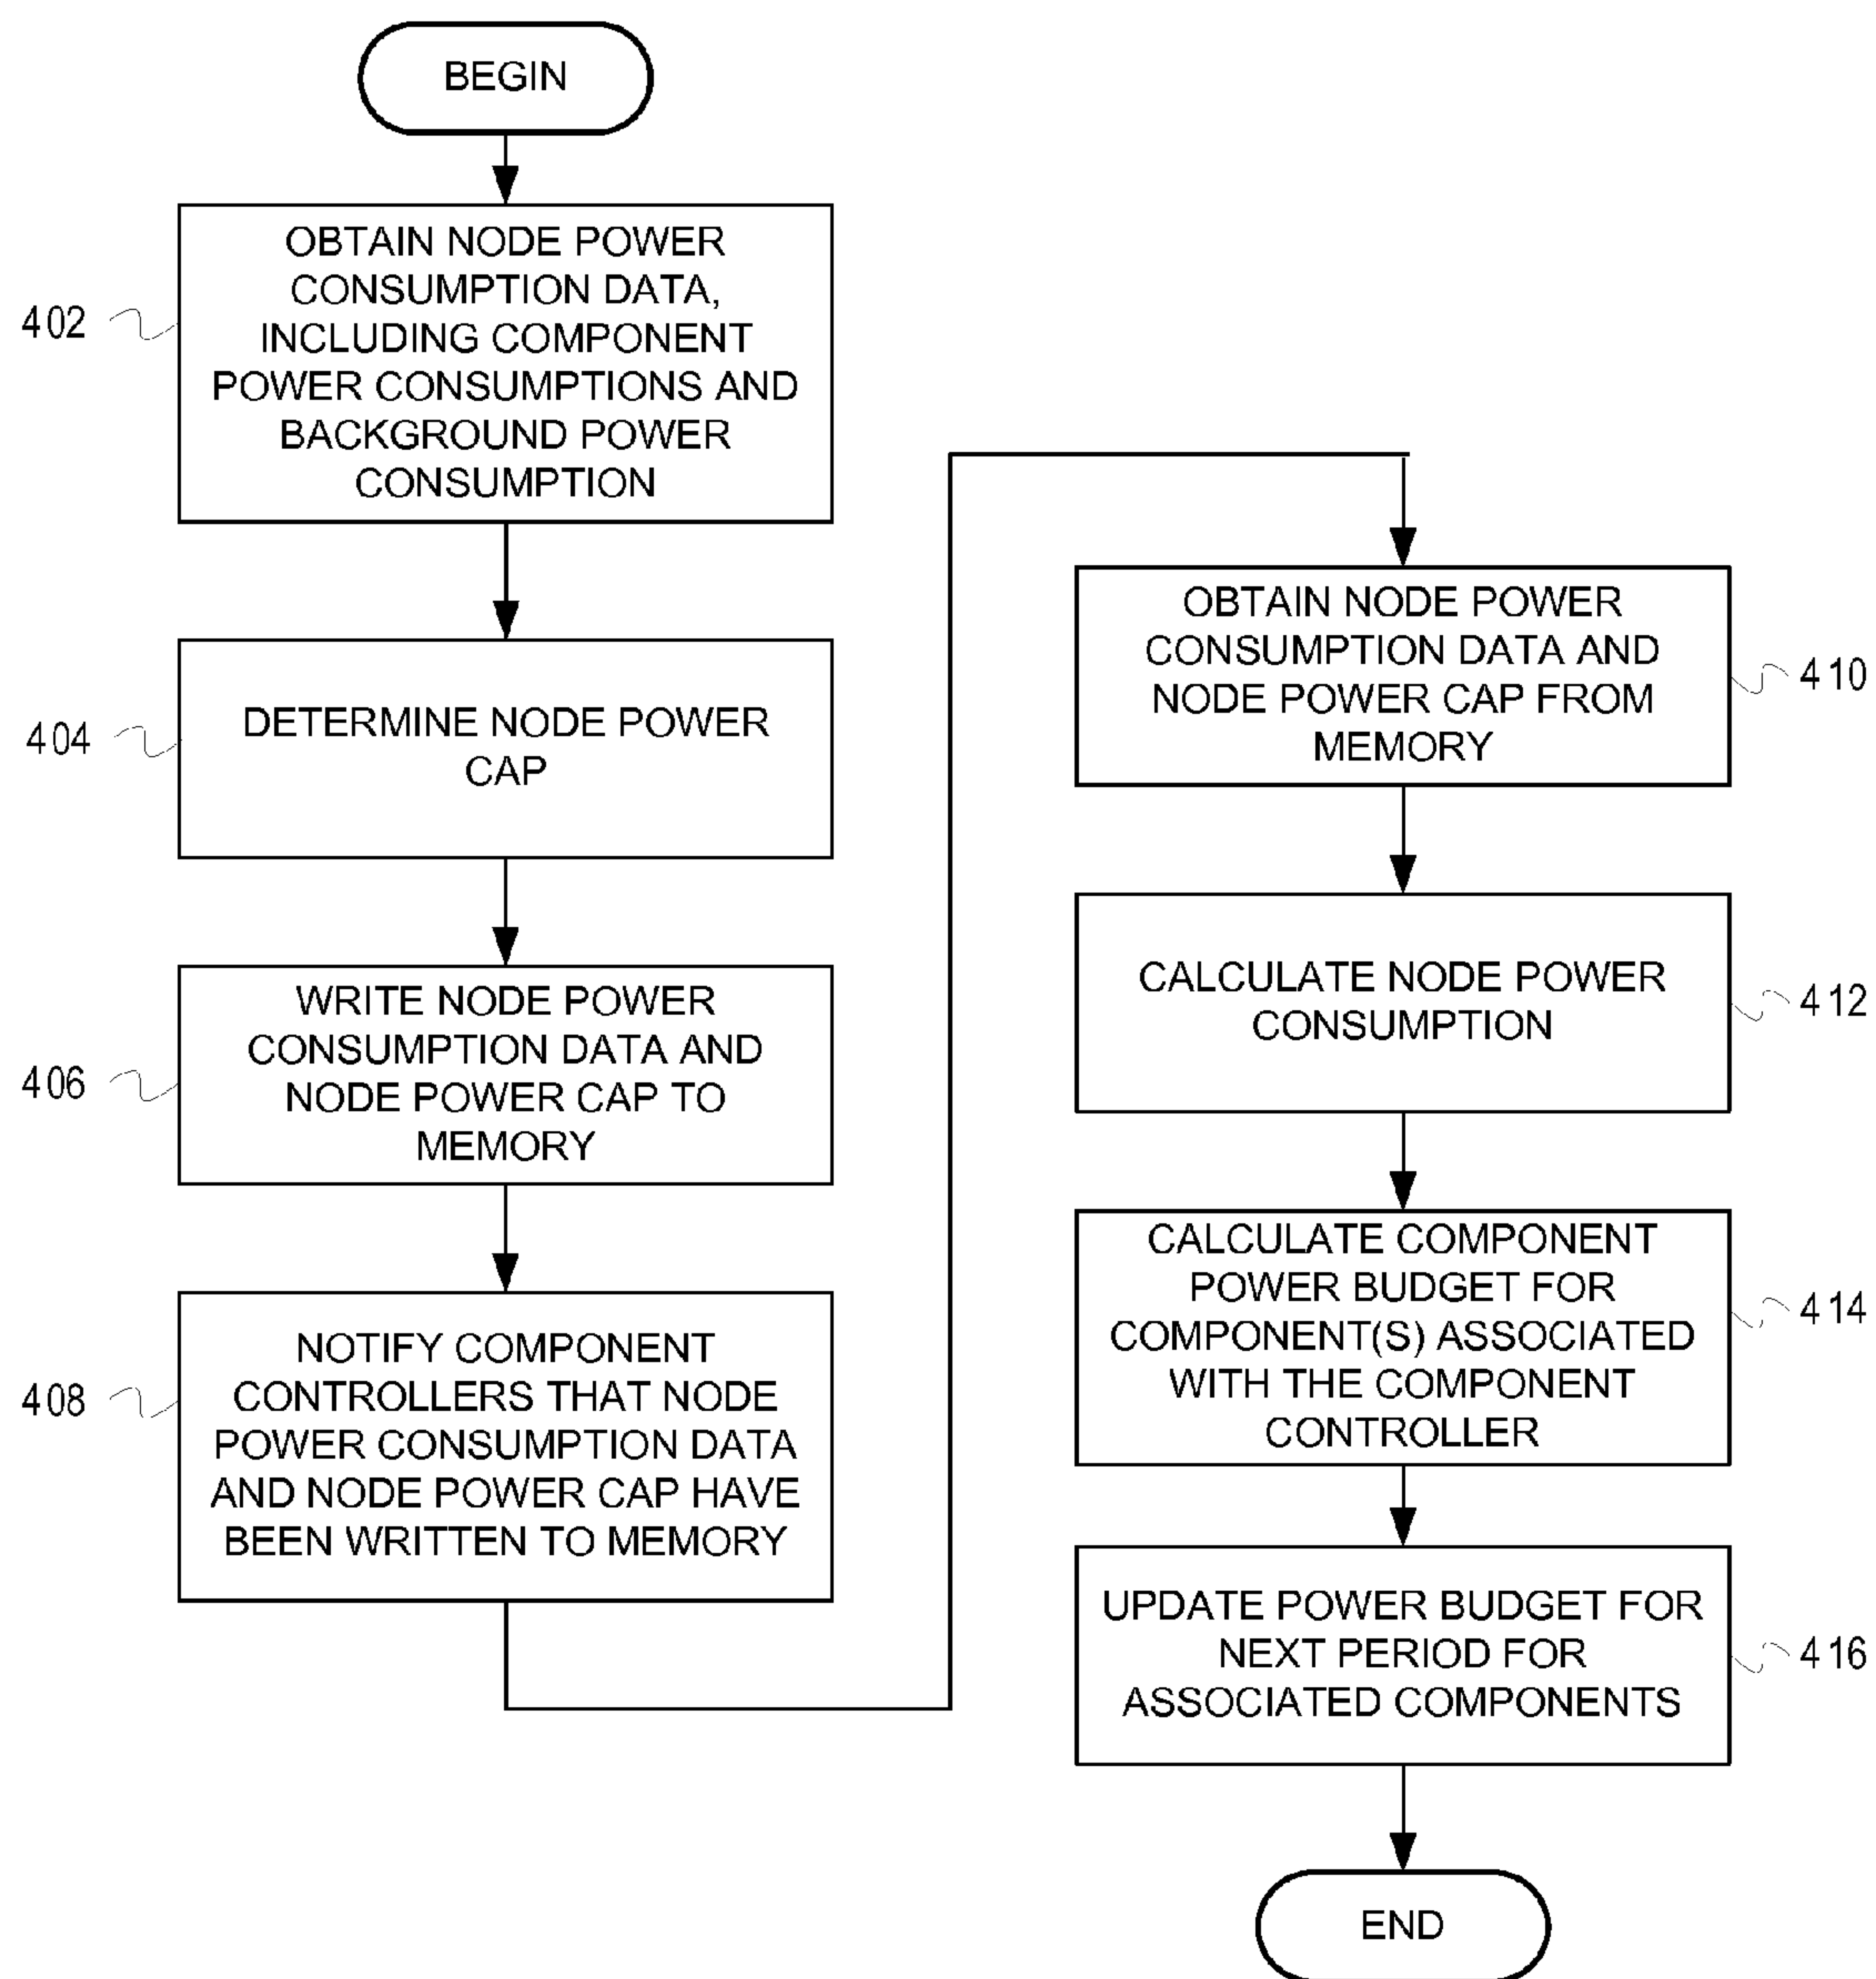 BEGIN
402
OBTAIN NODE POWER
CONSUMPTION DATA,
INCLUDING COMPONENT
POWER CONSUMPTIONS AND
BACKGROUND POWER
CONSUMPTION
404
DETERMINE NODE POWER
CAP
406
WRITE NODE POWER
CONSUMPTION DATA AND
NODE POWER CAP TO
MEMORY
408
NOTIFY COMPONENT
CONTROLLERS THAT NODE
POWER CONSUMPTION DATA
AND NODE POWER CAP HAVE
BEEN WRITTEN TO MEMORY
OBTAIN NODE POWER
CONSUMPTION DATA AND
NODE POWER CAP FROM
MEMORY
410
CALCULATE NODE POWER
CONSUMPTION
412
CALCULATE COMPONENT
POWER BUDGET FOR
COMPONENT(S) ASSOCIATED
WITH THE COMPONENT
CONTROLLER
414
UPDATE POWER BUDGET FOR
NEXT PERIOD FOR
ASSOCIATED COMPONENTS
416
END